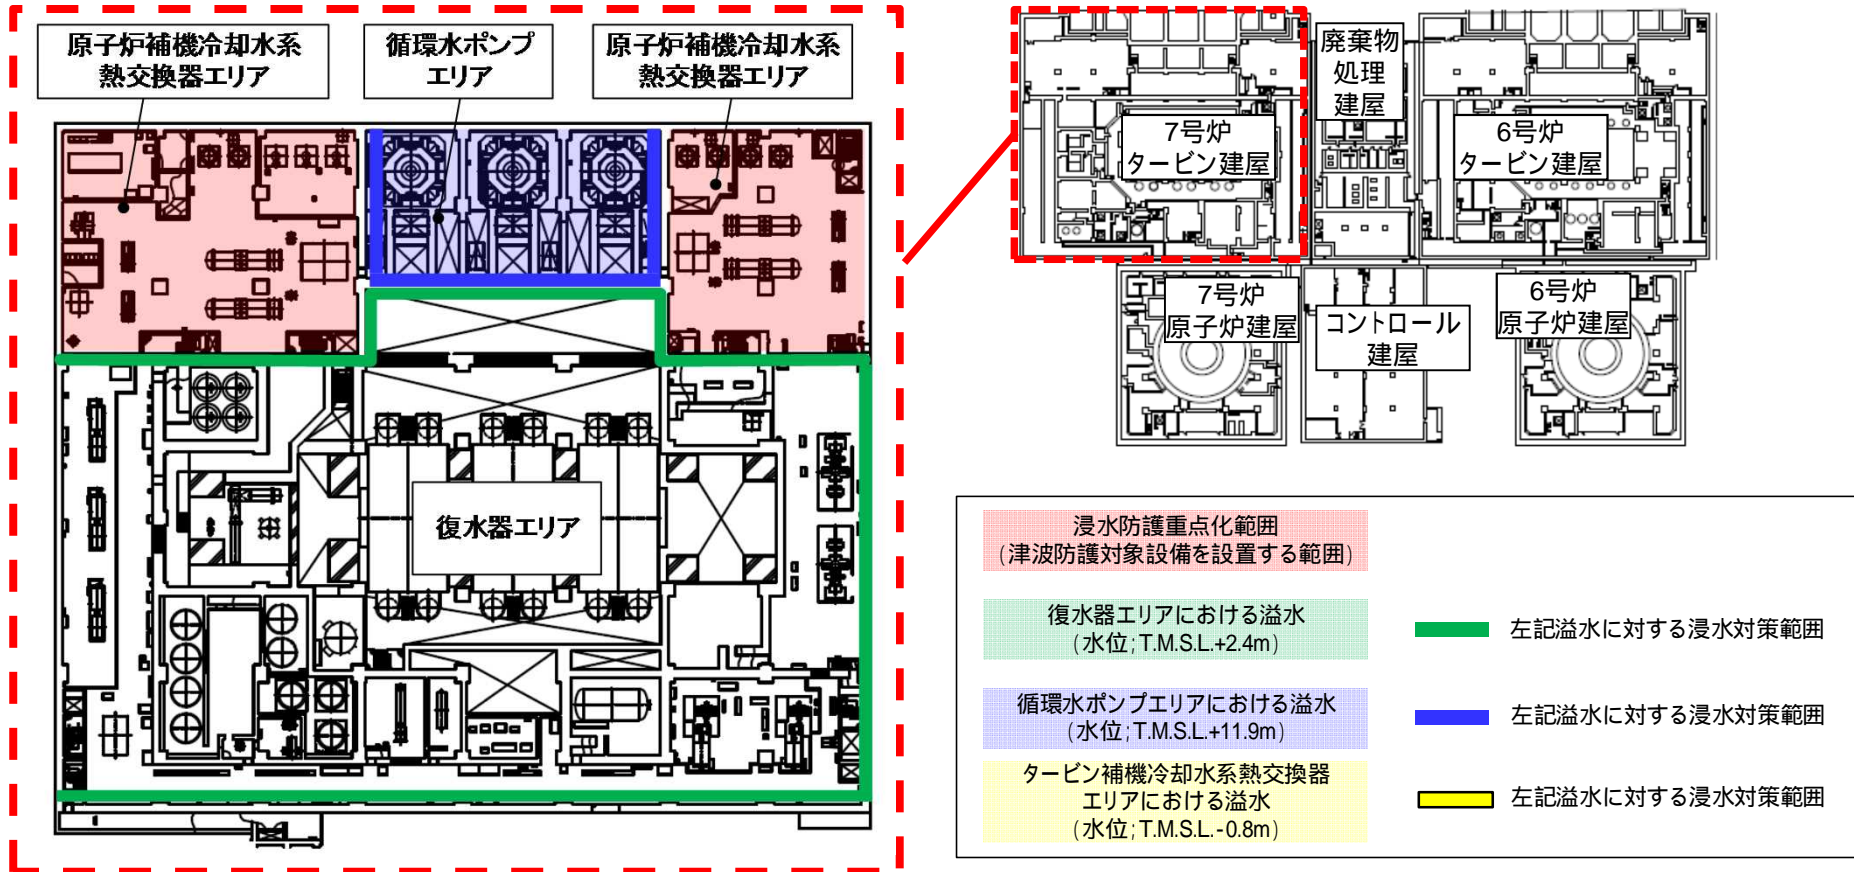 原子炉補機冷却水系
熱交換器エリア
循環水ポンプ
エリア
原子炉補機冷却水系
熱交換器エリア
復水器エリア
廃棄物
処理
建屋
7号炉
タービン建屋
6号炉
タービン建屋
7号炉
原子炉建屋
コントロール
建屋
6号炉
原子炉建屋
浸水防護重点化範囲
(津波防護対象設備を設置する範囲)
復水器エリアにおける溢水
(水位;T.M.S.L.+2.4m)
左記溢水に対する浸水対策範囲
循環水ポンプエリアにおける溢水
(水位;T.M.S.L.+11.9m)
左記溢水に対する浸水対策範囲
タービン補機冷却水系熱交換器
エリアにおける溢水
(水位;T.M.S.L.-0.8m)
左記溢水に対する浸水対策範囲